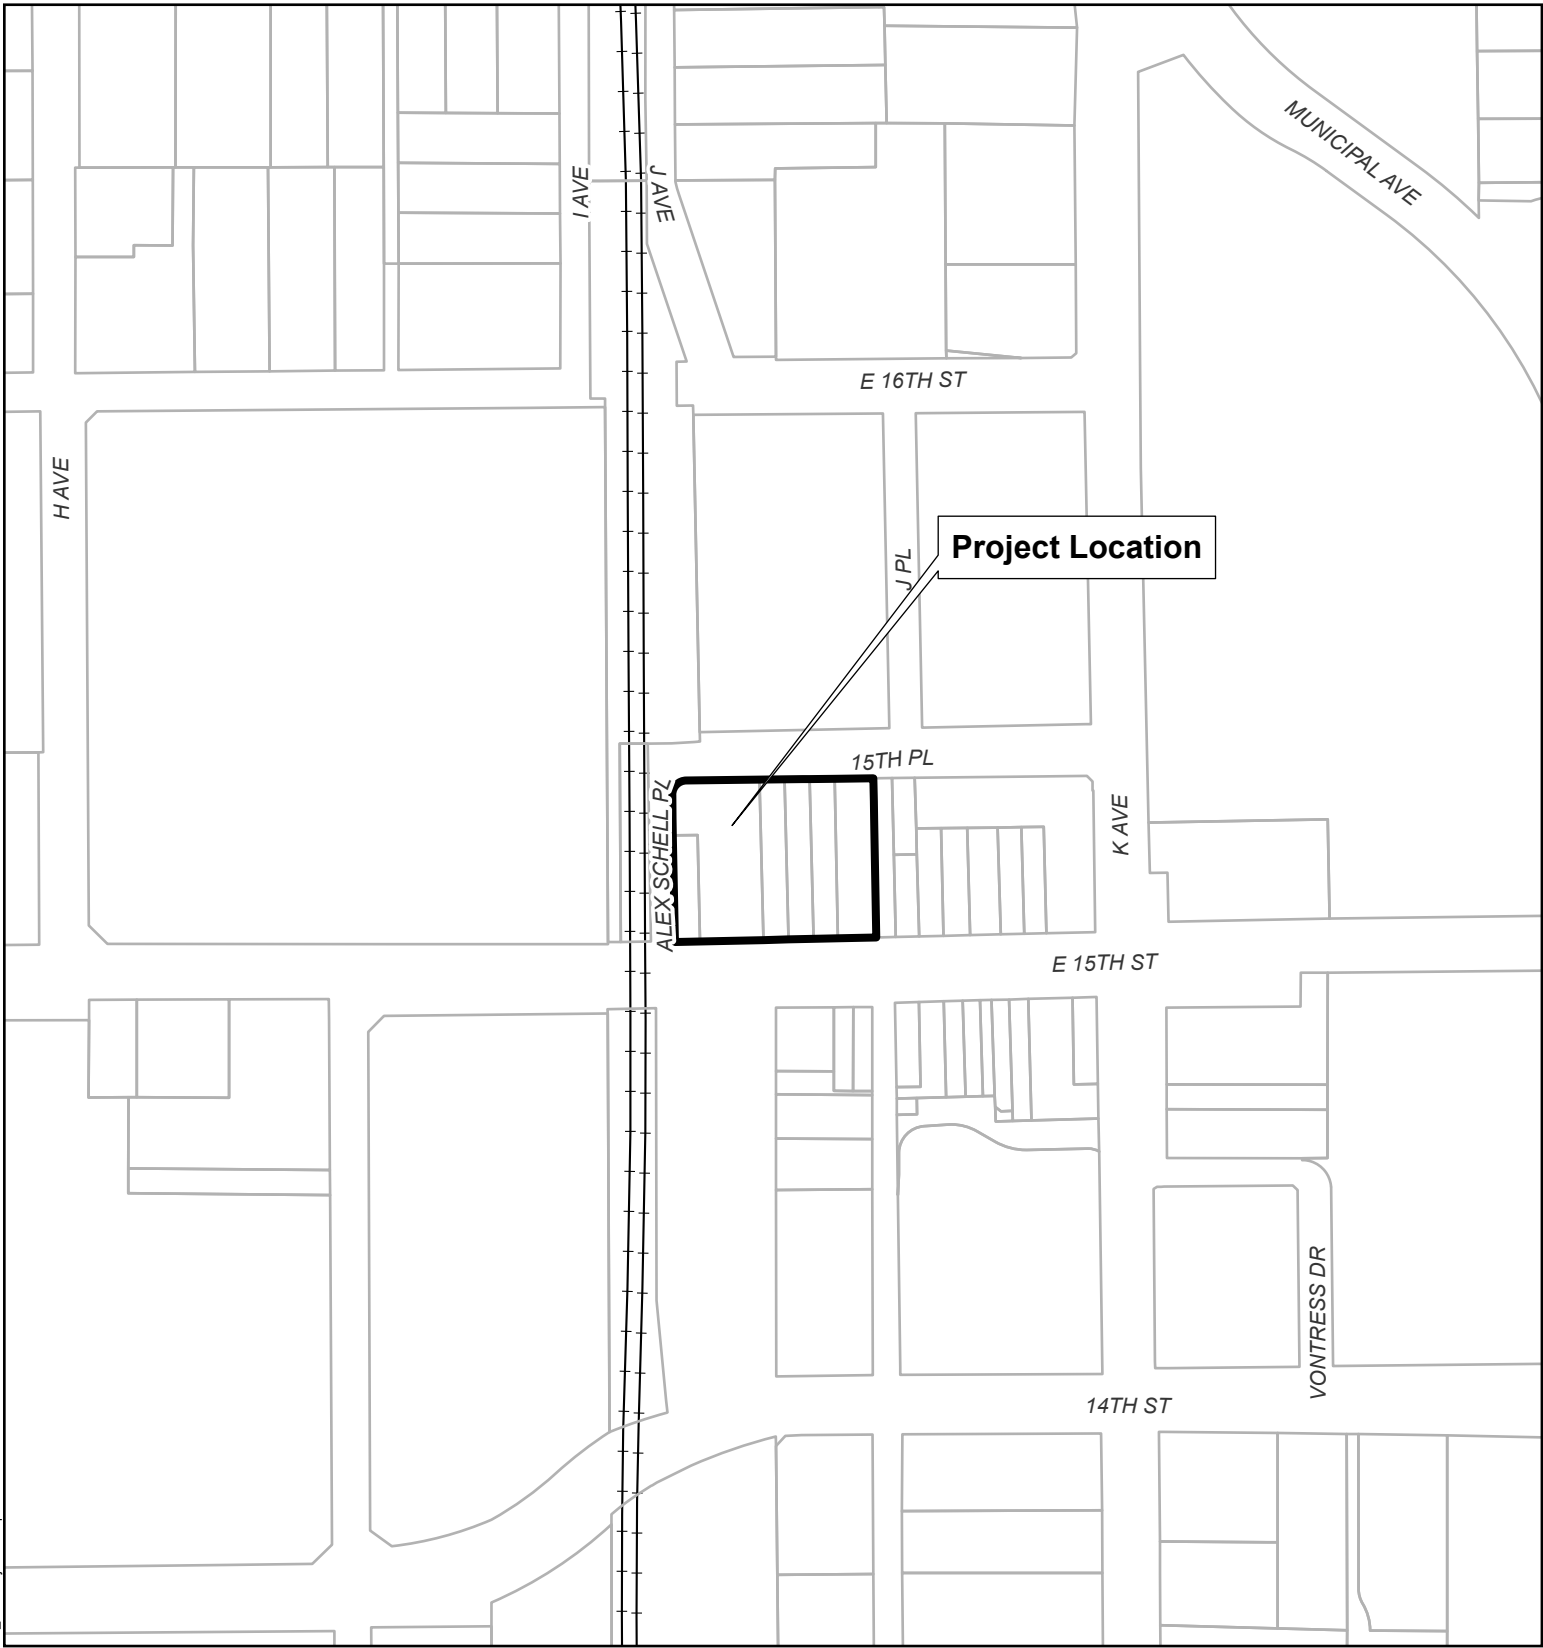 MUNICIPAL AVE
I AVE
J AVE
E 16TH ST
H AVE
Project Location
J PL
15TH PL
ALEX SCHELL PL
K AVE
E 15TH ST
VONTRESS DR
14TH ST